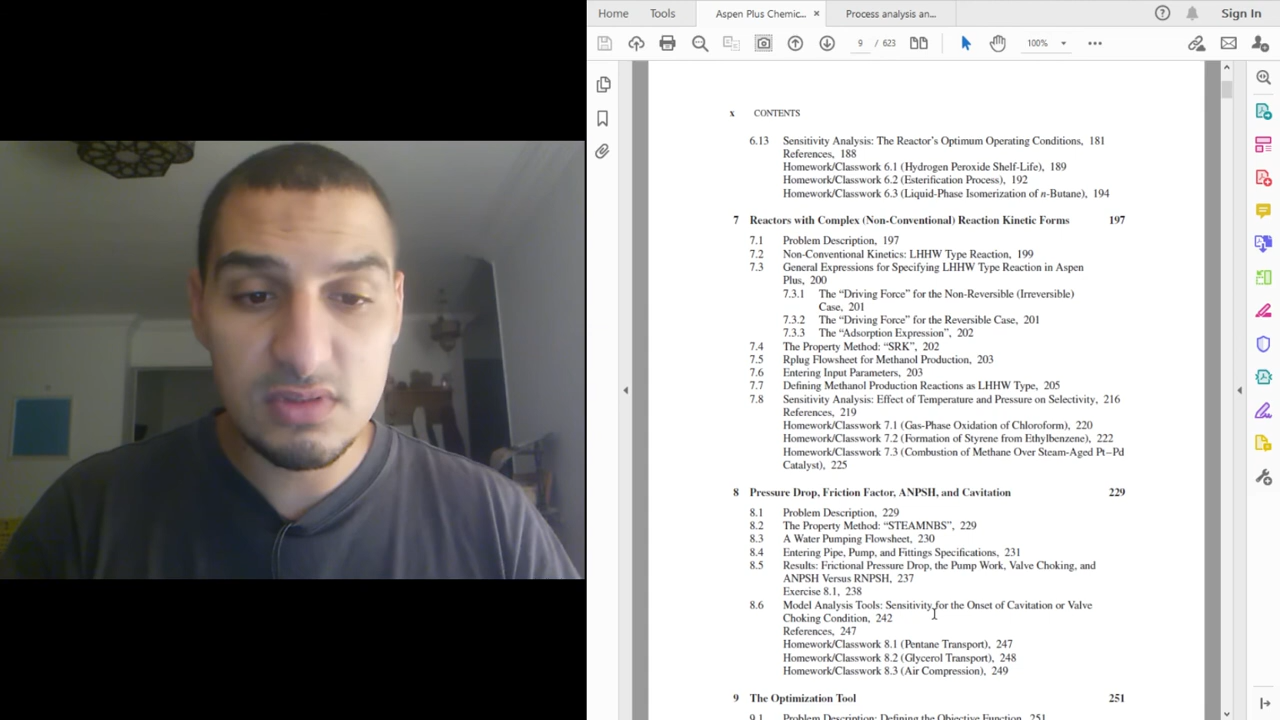 Home
Tools
Aspen Plus Chemic...
×
Process analysis an...
Sign In
9 / 623
100%
x CONTENTS
6.13 Sensitivity Analysis: The Reactor's Optimum Operating Conditions, 181
References, 188
Homework/Classwork 6.1 (Hydrogen Peroxide Shelf-Life), 189
Homework/Classwork 6.2 (Esterification Process), 192
Homework/Classwork 6.3 (Liquid-Phase Isomerization of n-Butane), 194
7 Reactors with Complex (Non-Conventional) Reaction Kinetic Forms 197
7.1 Problem Description, 197
7.2 Non-Conventional Kinetics: LHHW Type Reaction, 199
7.3 General Expressions for Specifying LHHW Type Reaction in Aspen
Plus, 200
7.3.1 The “Driving Force” for the Non-Reversible (Irreversible)
Case, 201
7.3.2 The “Driving Force” for the Reversible Case, 201
7.3.3 The “Adsorption Expression”, 202
7.4 The Property Method: “SRK”, 202
7.5 Rplug Flowsheet for Methanol Production, 203
7.6 Entering Input Parameters, 203
7.7 Defining Methanol Production Reactions as LHHW Type, 205
7.8 Sensitivity Analysis: Effect of Temperature and Pressure on Selectivity, 216
References, 219
Homework/Classwork 7.1 (Gas-Phase Oxidation of Chloroform), 220
Homework/Classwork 7.2 (Formation of Styrene from Ethylbenzene), 222
Homework/Classwork 7.3 (Combustion of Methane Over Steam-Aged Pt–Pd
Catalyst), 225
8 Pressure Drop, Friction Factor, ANPSH, and Cavitation 229
8.1 Problem Description, 229
8.2 The Property Method: “STEAMNBS”, 229
8.3 A Water Pumping Flowsheet, 230
8.4 Entering Pipe, Pump, and Fittings Specifications, 231
8.5 Results: Frictional Pressure Drop, the Pump Work, Valve Choking, and
ANPSH Versus RNPSH, 237
Exercise 8.1, 238
8.6 Model Analysis Tools: Sensitivity for the Onset of Cavitation or Valve
Choking Condition, 242
References, 247
Homework/Classwork 8.1 (Pentane Transport), 247
Homework/Classwork 8.2 (Glycerol Transport), 248
Homework/Classwork 8.3 (Air Compression), 249
9 The Optimization Tool 251
9.1 Problem Description: Defining the Objective Function, 251